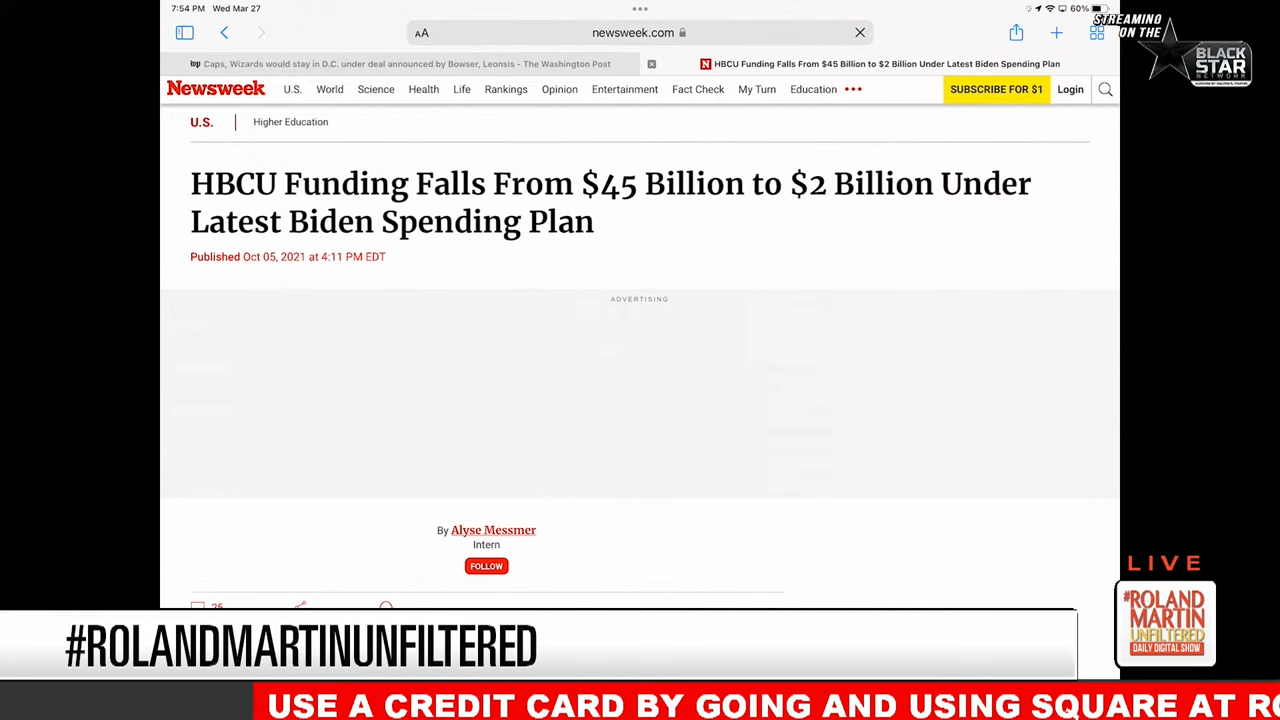 7:54 PM Wed Mar 27
60%
STREAMING
ON THE
BLACK
STAR
NETWORK
AA
newsweek.com
Caps, Wizards would stay in D.C. under deal announced by Bowser, Leonsis - The Washington Post
N HBCU Funding Falls From $45 Billion to $2 Billion Under Latest Biden Spending Plan
Newsweek U.S. World Science Health Life Rankings Opinion Entertainment Fact Check My Turn Education SUBSCRIBE FOR $1 Login
U.S. Higher Education
HBCU Funding Falls From $45 Billion to $2 Billion Under
Latest Biden Spending Plan
Published Oct 05, 2021 at 4:11 PM EDT
ADVERTISING
By Alyse Messmer
Intern
FOLLOW
LIVE
#ROLAND
MARTIN
UNFILTERED
DAILY DIGITAL SHOW
#ROLANDMARTINUNFILTERED
USE A CREDIT CARD BY GOING AND USING SQUARE AT RO